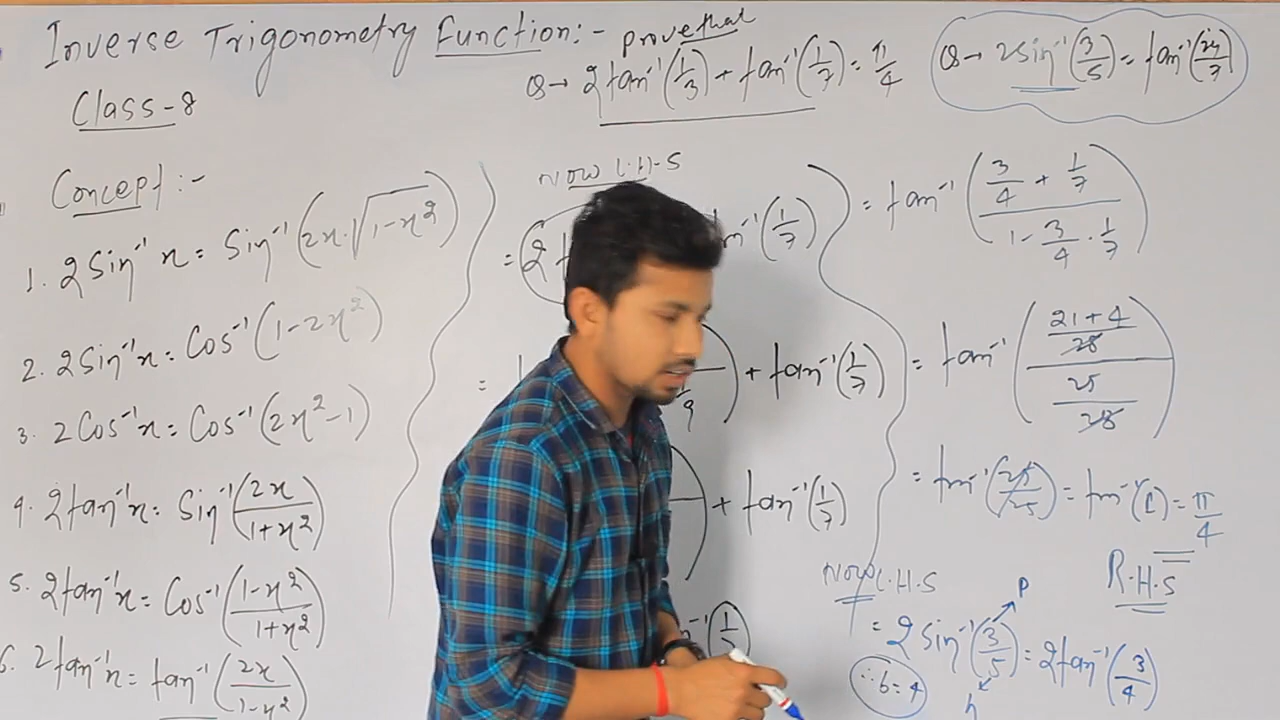 Inverse Trigonometry Function:-
Class-8
prove that
Q→ 2tan⁻¹(1/3) + tan⁻¹(1/7) = π/4
Q→ 2sin⁻¹(3/5) = tan⁻¹(24/7)
Concept:-
1. 2Sin⁻¹x = Sin⁻¹(2x.√(1-x²))
2. 2Sin⁻¹x = Cos⁻¹(1-2x²)
3. 2Cos⁻¹x = Cos⁻¹(2x²-1)
4. 2tan⁻¹x = Sin⁻¹(2x/(1+x²))
5. 2tan⁻¹x = Cos⁻¹((1-x²)/(1+x²))
6. 2tan⁻¹x = tan⁻¹(2x/(1-x²))
Now L.H.S
= 2 (1/7)
= + tan⁻¹(1/7)
+ tan⁻¹(1/7)
= tan⁻¹((3/4 + 1/7)/(1 - 3/4 . 1/7))
= tan⁻¹(((21+4)/28)/(25/28))
= tan⁻¹(25/25) = tan⁻¹(1) = π/4
R.H.S
Now L.H.S
p
= 2sin⁻¹(3/5) = 2tan⁻¹(3/4)
∵ b=4
h